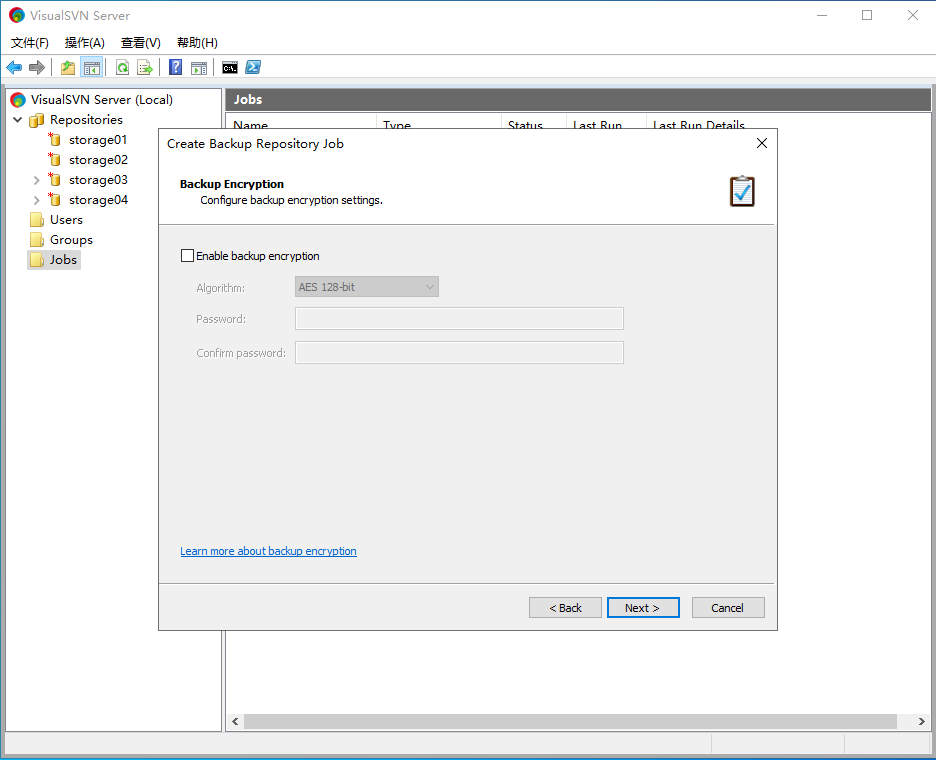 VisualSVN Server
文件(F) 操作(A) 查看(V) 帮助(H)
VisualSVN Server (Local)
Repositories
storage01
storage02
storage03
storage04
Users
Groups
Jobs
Jobs
Name Type Status Last Run Last Run Details
Create Backup Repository Job
Backup Encryption
Configure backup encryption settings.
Enable backup encryption
Algorithm: AES 128-bit
Password:
Confirm password:
Learn more about backup encryption
< Back Next > Cancel